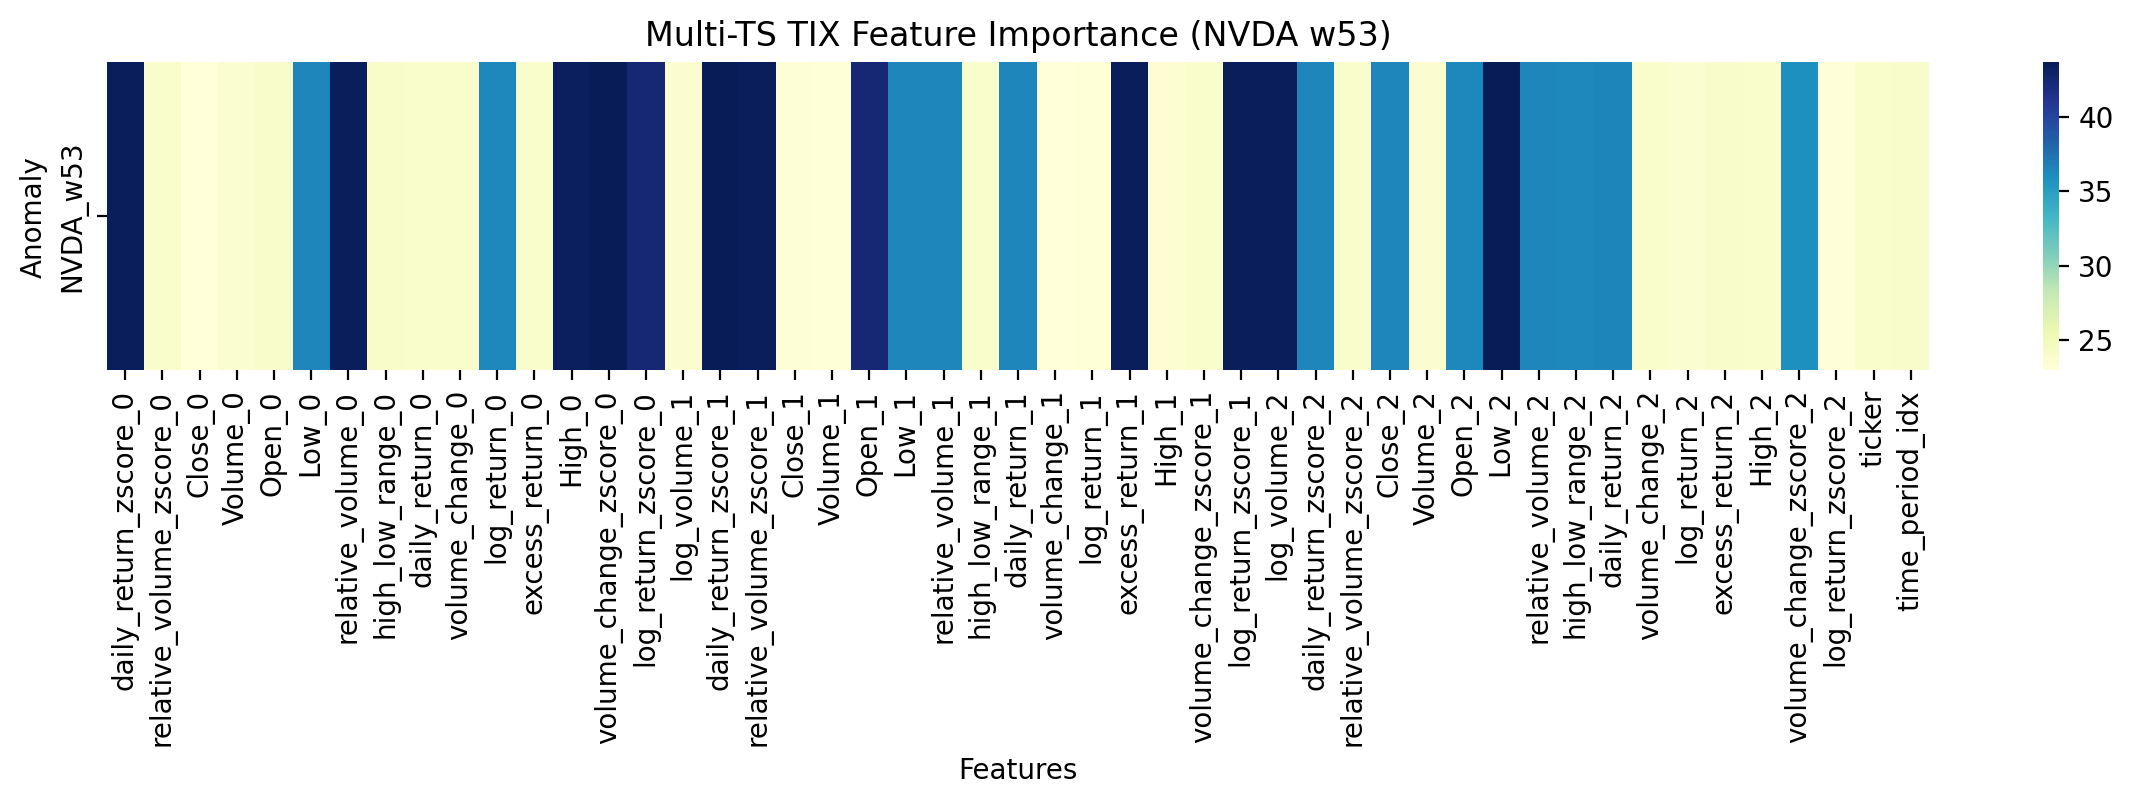 Multi-TS TIX Feature Importance (NVDA w53)
Anomaly
NVDA_w53
40
35
30
25
daily_return_zscore_0
relative_volume_zscore_0
Close_0
Volume_0
Open_0
Low_0
relative_volume_0
high_low_range_0
daily_return_0
volume_change_0
log_return_0
excess_return_0
High_0
volume_change_zscore_0
log_return_zscore_0
log_volume_1
daily_return_zscore_1
relative_volume_zscore_1
Close_1
Volume_1
Open_1
Low_1
relative_volume_1
high_low_range_1
daily_return_1
volume_change_1
log_return_1
excess_return_1
High_1
volume_change_zscore_1
log_return_zscore_1
log_volume_2
daily_return_zscore_2
relative_volume_zscore_2
Close_2
Volume_2
Open_2
Low_2
relative_volume_2
high_low_range_2
daily_return_2
volume_change_2
log_return_2
excess_return_2
High_2
volume_change_zscore_2
log_return_zscore_2
ticker
time_period_idx
Features